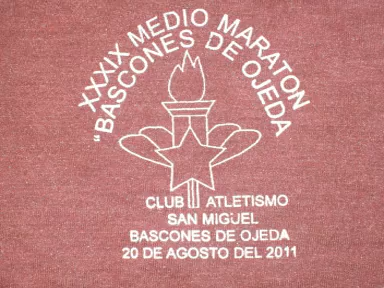 XXXIX MEDIO MARATON
"BASCONES DE OJEDA
CLUB ATLETISMO
SAN MIGUEL
BASCONES DE OJEDA
20 DE AGOSTO DEL 2011